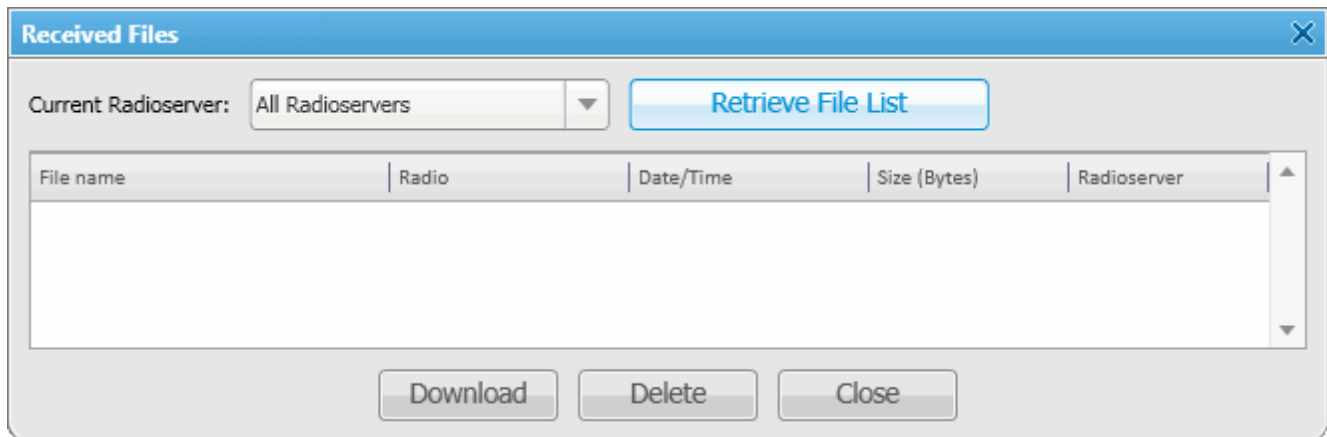 Received Files
Current Radioserver: All Radioservers Retrieve File List
File name Radio Date/Time Size (Bytes) Radioserver
Download Delete Close